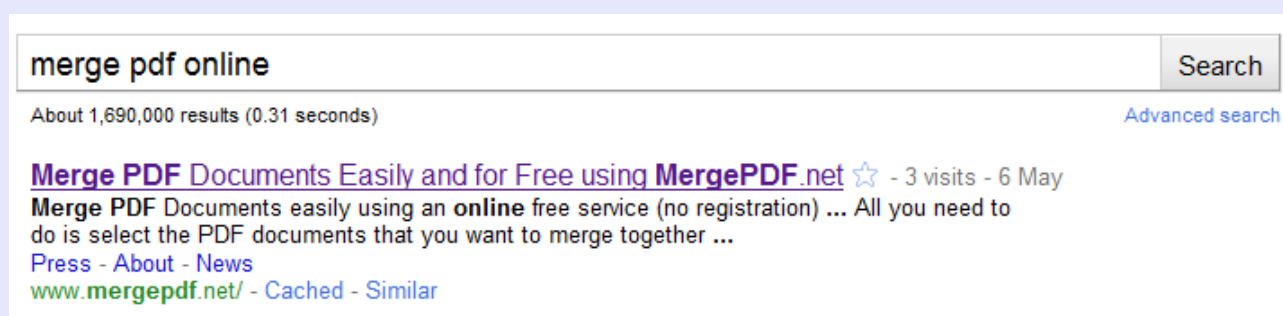 merge pdf online Search
About 1,690,000 results (0.31 seconds) Advanced search
Merge PDF Documents Easily and for Free using MergePDF.net - 3 visits - 6 May
Merge PDF Documents easily using an online free service (no registration) ... All you need to
do is select the PDF documents that you want to merge together ...
Press - About - News
www.mergepdf.net/ - Cached - Similar